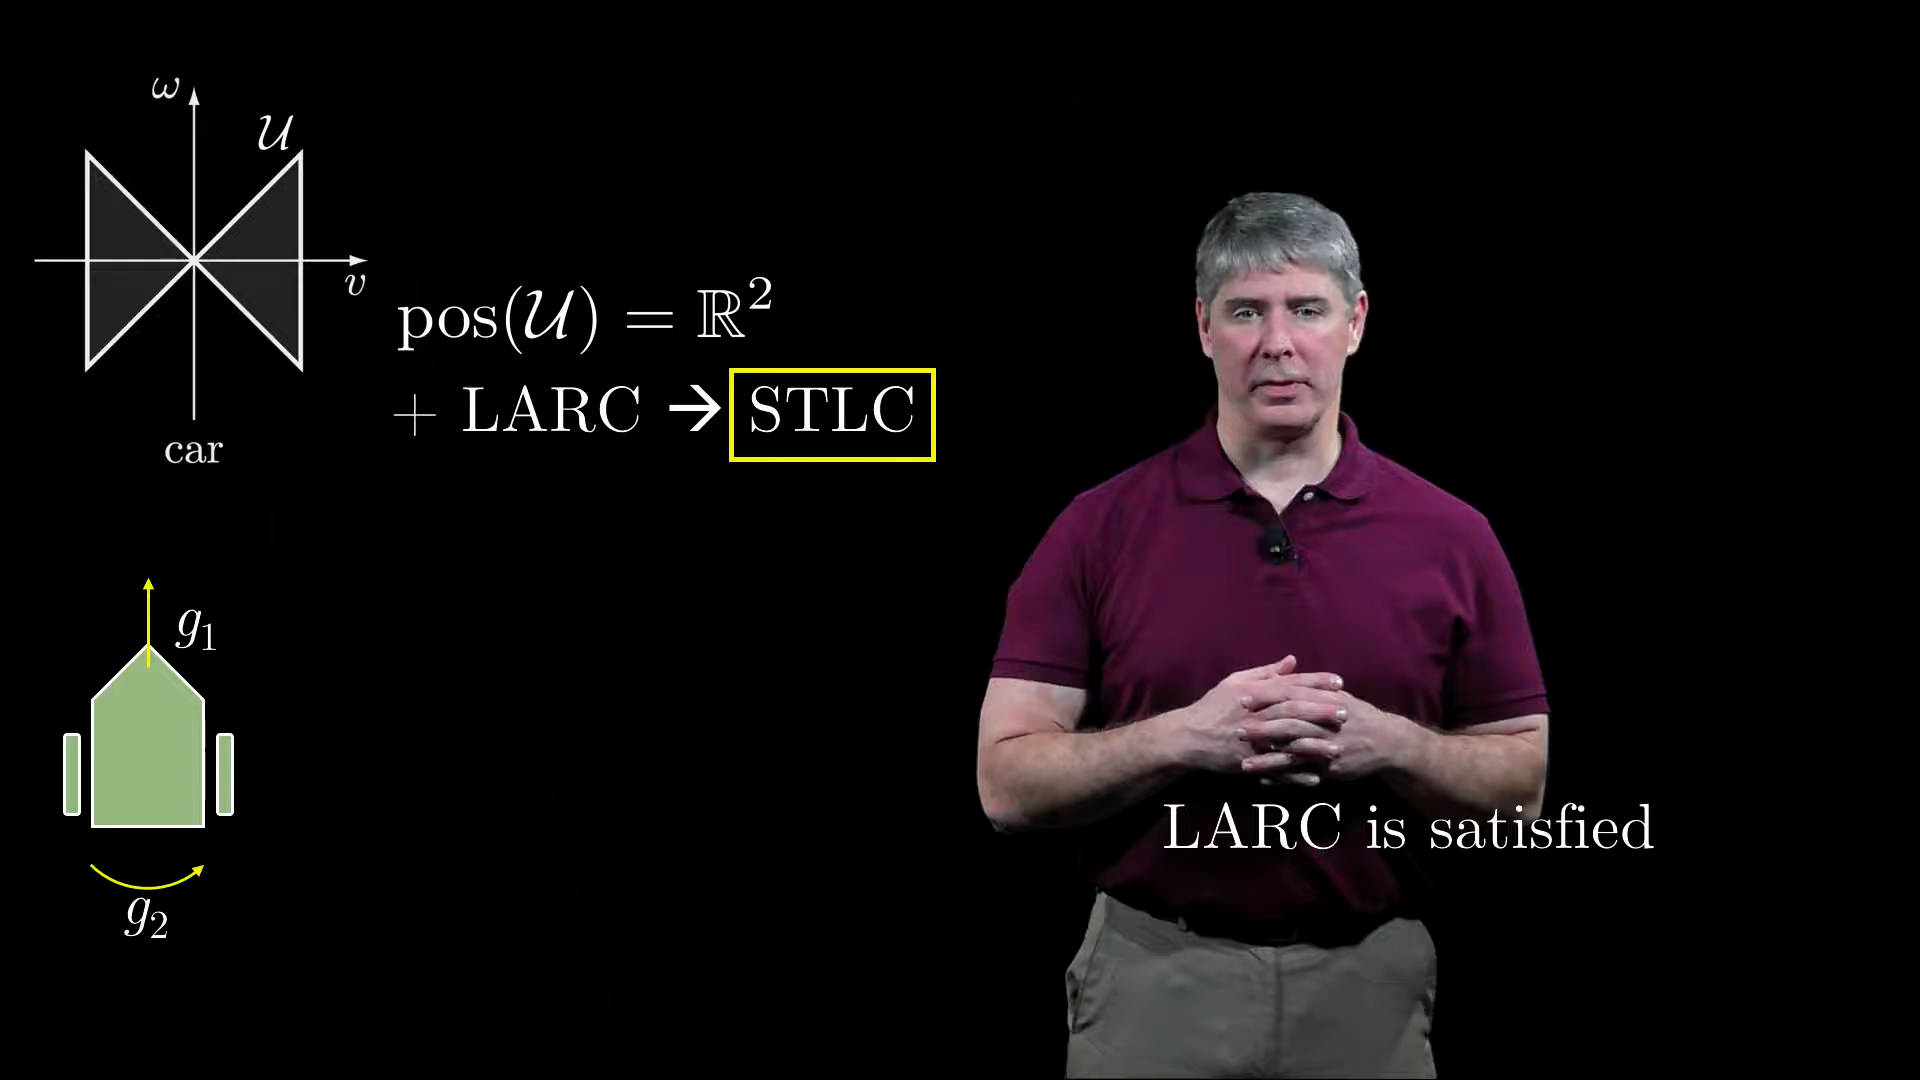 ω
𝒰
v
car
pos(𝒰) = ℝ²
+ LARC → STLC
g₁
g₂
LARC is satisfied